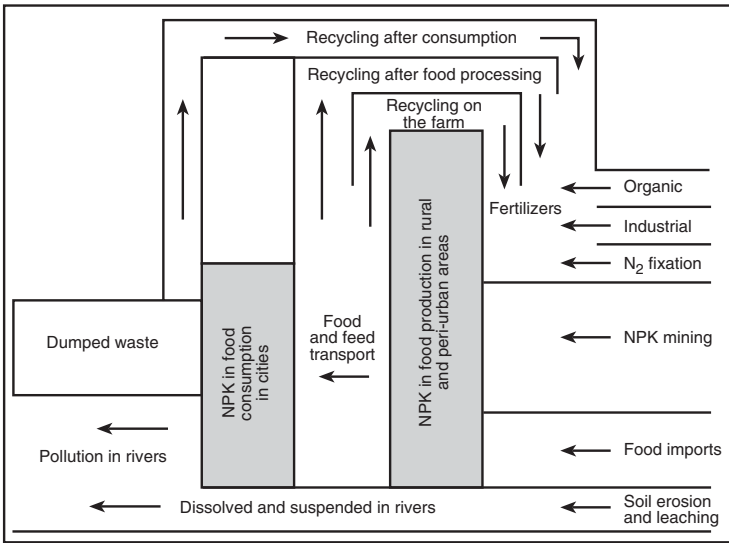 Recycling after consumption
Recycling after food processing
Recycling on
the farm
Fertilizers
Organic
Industrial
N₂ fixation
NPK mining
Food imports
Soil erosion
and leaching
NPK in food production in rural
and peri-urban areas
Food
and feed
transport
NPK in food
consumption
in cities
Dumped waste
Pollution in rivers
Dissolved and suspended in rivers